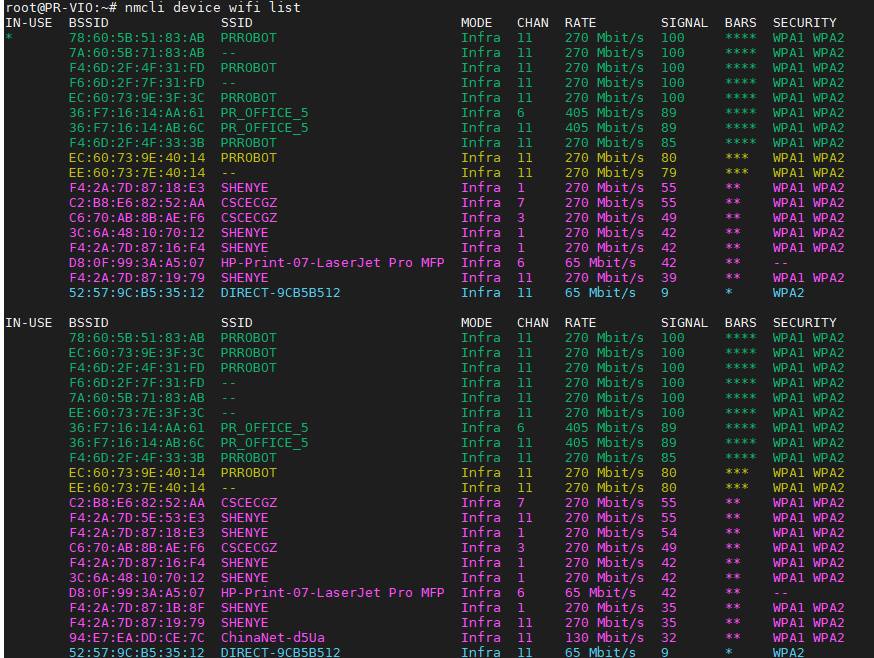 root@PR-VIO:~# nmcli device wifi list
IN-USE  BSSID              SSID                          MODE   CHAN  RATE        SIGNAL  BARS  SECURITY
*       78:60:5B:51:83:AB  PRROBOT                       Infra  11    270 Mbit/s  100     ****  WPA1 WPA2
        7A:60:5B:71:83:AB  --                            Infra  11    270 Mbit/s  100     ****  WPA1 WPA2
        F4:6D:2F:4F:31:FD  PRROBOT                       Infra  11    270 Mbit/s  100     ****  WPA1 WPA2
        F6:6D:2F:7F:31:FD  --                            Infra  11    270 Mbit/s  100     ****  WPA1 WPA2
        EC:60:73:9E:3F:3C  PRROBOT                       Infra  11    270 Mbit/s  100     ****  WPA1 WPA2
        36:F7:16:14:AA:61  PR_OFFICE_5                   Infra  6     405 Mbit/s  89      ****  WPA1 WPA2
        36:F7:16:14:AB:6C  PR_OFFICE_5                   Infra  11    405 Mbit/s  89      ****  WPA1 WPA2
        F4:6D:2F:4F:33:3B  PRROBOT                       Infra  11    270 Mbit/s  85      ****  WPA1 WPA2
        EC:60:73:9E:40:14  PRROBOT                       Infra  11    270 Mbit/s  80      ***   WPA1 WPA2
        EE:60:73:7E:40:14  --                            Infra  11    270 Mbit/s  79      ***   WPA1 WPA2
        F4:2A:7D:87:18:E3  SHENYE                        Infra  1     270 Mbit/s  55      **    WPA1 WPA2
        C2:B8:E6:82:52:AA  CSCECGZ                       Infra  7     270 Mbit/s  55      **    WPA1 WPA2
        C6:70:AB:8B:AE:F6  CSCECGZ                       Infra  3     270 Mbit/s  49      **    WPA1 WPA2
        3C:6A:48:10:70:12  SHENYE                        Infra  1     270 Mbit/s  42      **    WPA1 WPA2
        F4:2A:7D:87:16:F4  SHENYE                        Infra  1     270 Mbit/s  42      **    WPA1 WPA2
        D8:0F:99:3A:A5:07  HP-Print-07-LaserJet Pro MFP  Infra  6     65 Mbit/s   42      **    --
        F4:2A:7D:87:19:79  SHENYE                        Infra  11    270 Mbit/s  39      **    WPA1 WPA2
        52:57:9C:B5:35:12  DIRECT-9CB5B512               Infra  11    65 Mbit/s   9       *     WPA2

IN-USE  BSSID              SSID                          MODE   CHAN  RATE        SIGNAL  BARS  SECURITY
        78:60:5B:51:83:AB  PRROBOT                       Infra  11    270 Mbit/s  100     ****  WPA1 WPA2
        EC:60:73:9E:3F:3C  PRROBOT                       Infra  11    270 Mbit/s  100     ****  WPA1 WPA2
        F4:6D:2F:4F:31:FD  PRROBOT                       Infra  11    270 Mbit/s  100     ****  WPA1 WPA2
        F6:6D:2F:7F:31:FD  --                            Infra  11    270 Mbit/s  100     ****  WPA1 WPA2
        7A:60:5B:71:83:AB  --                            Infra  11    270 Mbit/s  100     ****  WPA1 WPA2
        EE:60:73:7E:3F:3C  --                            Infra  11    270 Mbit/s  100     ****  WPA1 WPA2
        36:F7:16:14:AA:61  PR_OFFICE_5                   Infra  6     405 Mbit/s  89      ****  WPA1 WPA2
        36:F7:16:14:AB:6C  PR_OFFICE_5                   Infra  11    405 Mbit/s  89      ****  WPA1 WPA2
        F4:6D:2F:4F:33:3B  PRROBOT                       Infra  11    270 Mbit/s  85      ****  WPA1 WPA2
        EC:60:73:9E:40:14  PRROBOT                       Infra  11    270 Mbit/s  80      ***   WPA1 WPA2
        EE:60:73:7E:40:14  --                            Infra  11    270 Mbit/s  80      ***   WPA1 WPA2
        C2:B8:E6:82:52:AA  CSCECGZ                       Infra  7     270 Mbit/s  55      **    WPA1 WPA2
        F4:2A:7D:5E:53:E3  SHENYE                        Infra  11    270 Mbit/s  55      **    WPA1 WPA2
        F4:2A:7D:87:18:E3  SHENYE                        Infra  1     270 Mbit/s  54      **    WPA1 WPA2
        C6:70:AB:8B:AE:F6  CSCECGZ                       Infra  3     270 Mbit/s  49      **    WPA1 WPA2
        F4:2A:7D:87:16:F4  SHENYE                        Infra  1     270 Mbit/s  42      **    WPA1 WPA2
        3C:6A:48:10:70:12  SHENYE                        Infra  1     270 Mbit/s  42      **    WPA1 WPA2
        D8:0F:99:3A:A5:07  HP-Print-07-LaserJet Pro MFP  Infra  6     65 Mbit/s   42      **    --
        F4:2A:7D:87:1B:8F  SHENYE                        Infra  1     270 Mbit/s  35      **    WPA1 WPA2
        F4:2A:7D:87:19:79  SHENYE                        Infra  11    270 Mbit/s  35      **    WPA1 WPA2
        94:E7:EA:DD:CE:7C  ChinaNet-d5Ua                 Infra  11    130 Mbit/s  32      **    WPA1 WPA2
        52:57:9C:B5:35:12  DIRECT-9CB5B512               Infra  11    65 Mbit/s   9       *     WPA2